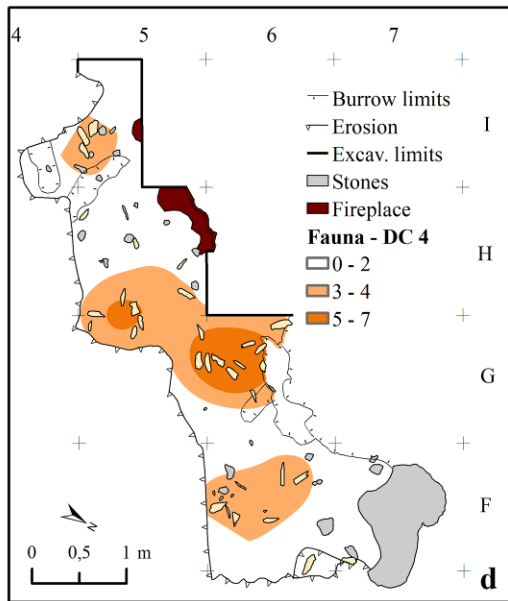 4 5 6 7
I
Burrow limits
Erosion
Excav. limits
Stones
Fireplace
Fauna - DC 4
0 - 2
3 - 4
5 - 7
H
G
F
N
0 0,5 1 m
d